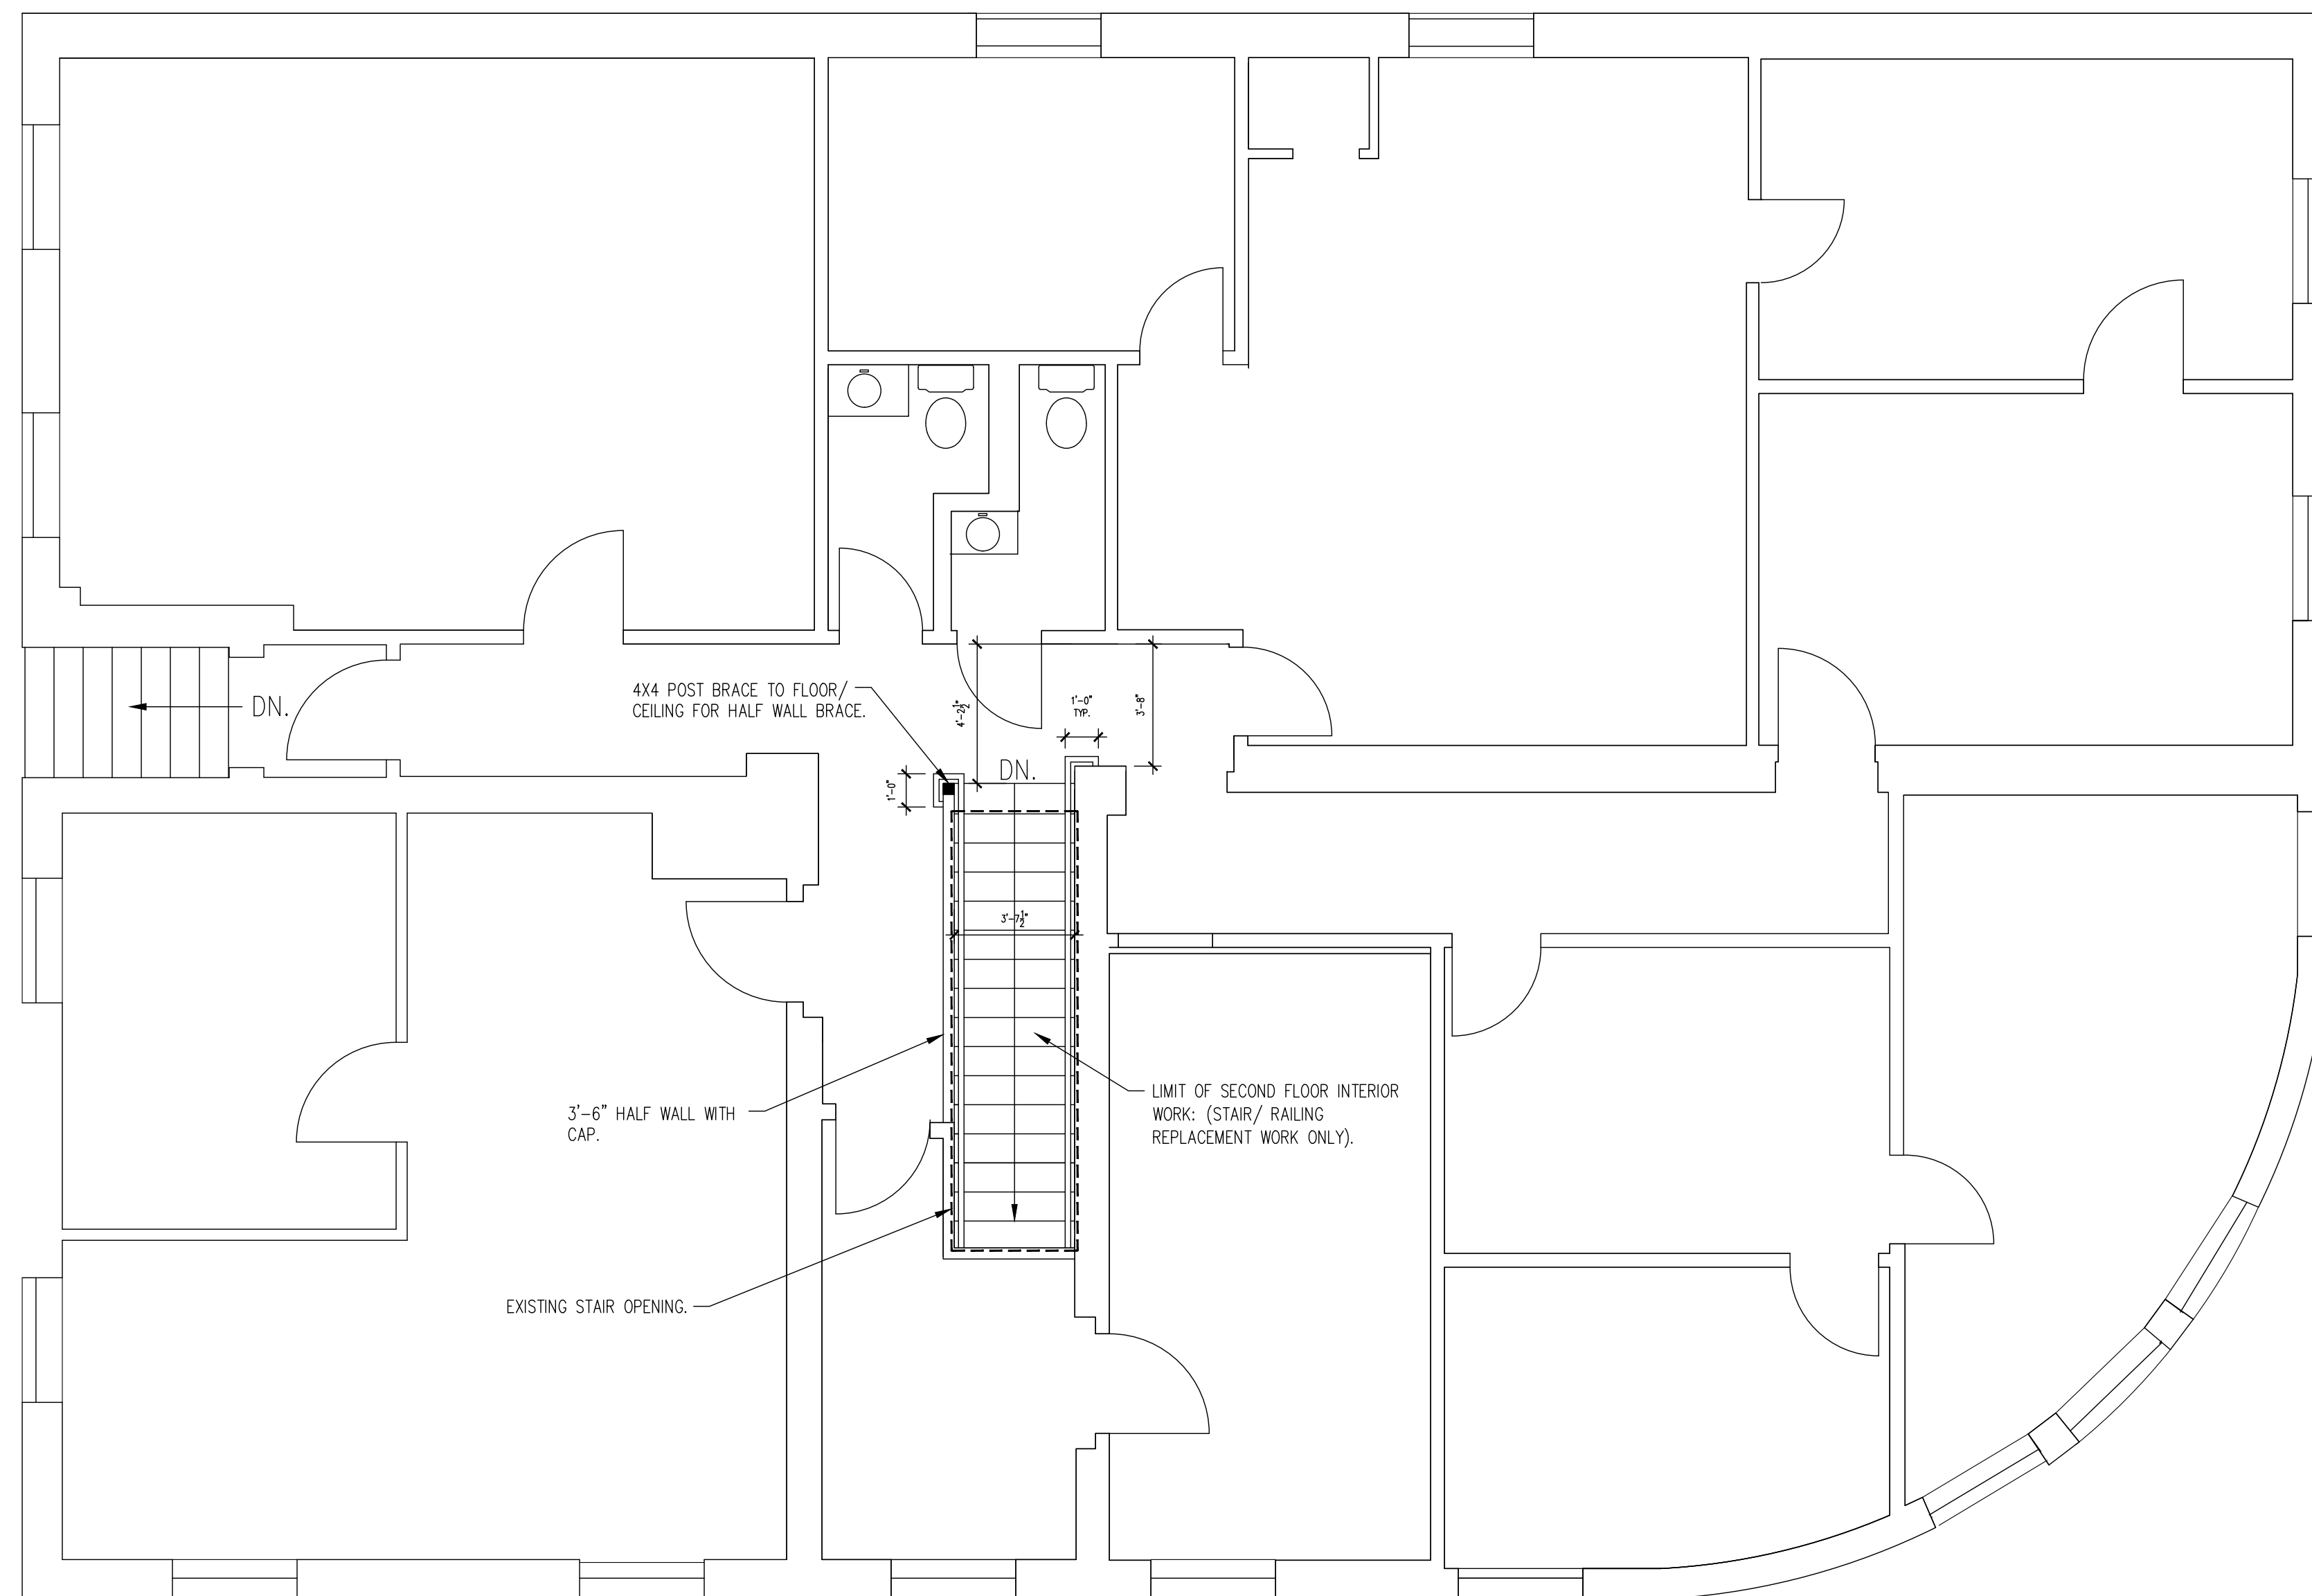 4X4 POST BRACE TO FLOOR/
CEILING FOR HALF WALL BRACE.
DN.
4'-2½"
1'-0"
TYP.
3'-8"
DN.
1'-0"
3'-7½"
3'-6" HALF WALL WITH
CAP.
LIMIT OF SECOND FLOOR INTERIOR
WORK: (STAIR/ RAILING
REPLACEMENT WORK ONLY).
EXISTING STAIR OPENING.